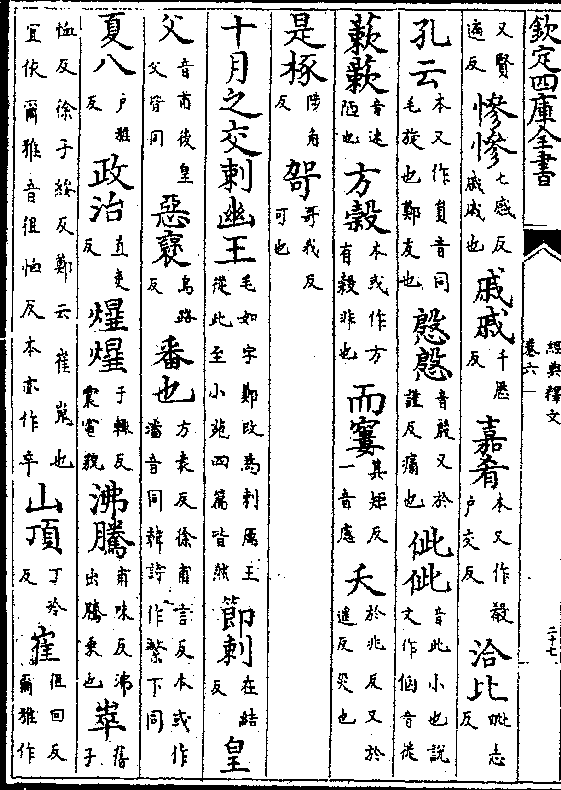 欽定四庫全書 經典釋文 卷六 二十七
又賢遍反 慘慘七感反戚戚也 戚戚千歷反 嘉肴本又作殽户交反 洽比毗志反
孔云本又作員音同毛旋也鄭友也 慇慇音殷又於謹反痛也 佌佌音此小也説文作㑪音徙
蔌蔌音速陋也 方穀本或作方有穀非也 而窶其矩反一音慮 夭於兆反又於遥反災也
是椓陟角反 哿哥我反可也
十月之交刺幽王毛如字鄭改為刺厲王從此至小宛四篇皆然 節刺在結反 皇
父音甫後皇父皆同 惡褒烏路反 番也方袁反徐甫言反本或作潘音同韓詩作繁下同
夏八户雅反 政治直吏反 爗爗于輒反震電貌 沸騰甫味反沸出騰乗也 崒舊子
恤反徐子綏反鄭云崔嵬也宜依爾雅音徂恤反本亦作卒 山頂丁冷反 崔徂回反爾雅作